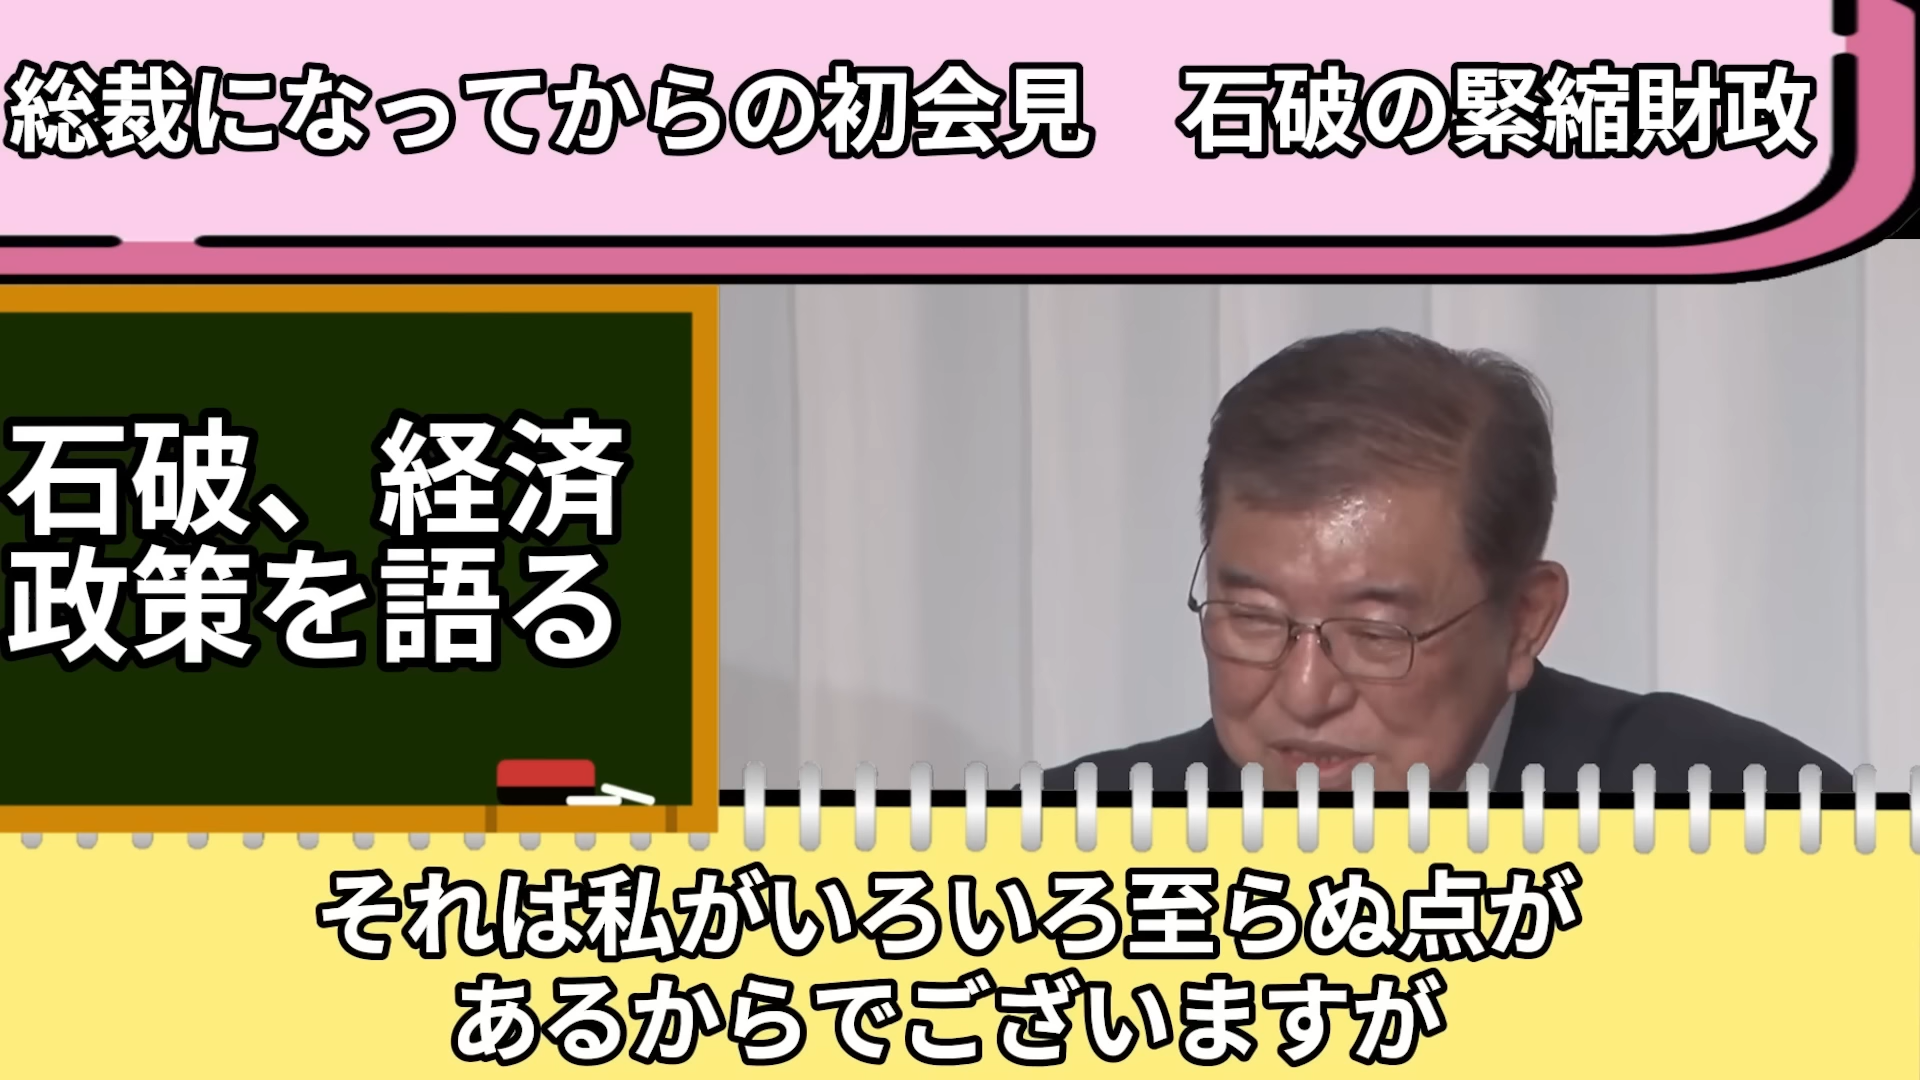 総裁になってからの初会見　石破の緊縮財政
石破、経済
政策を語る
それは私がいろいろ至らぬ点が
あるからでございますが